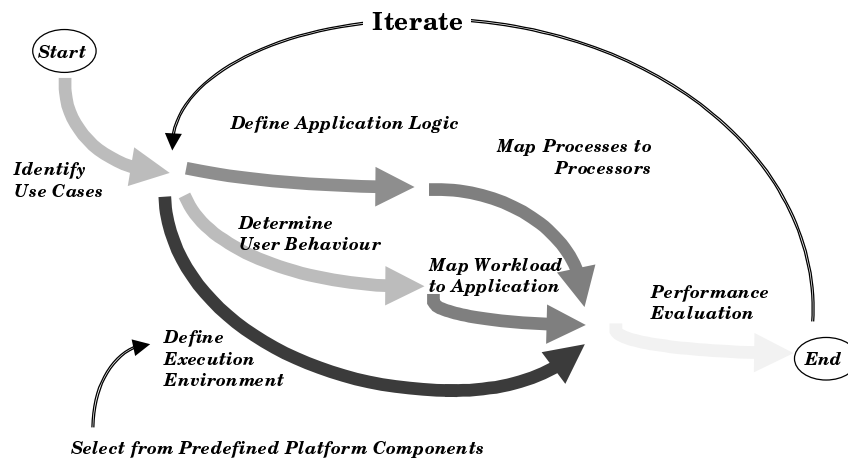 Iterate
Start
Define Application Logic
Map Processes to
Processors
Identify
Use Cases
Determine
User Behaviour
Map Workload
to Application
Performance
Evaluation
Define
Execution
Environment
End
Select from Predefined Platform Components